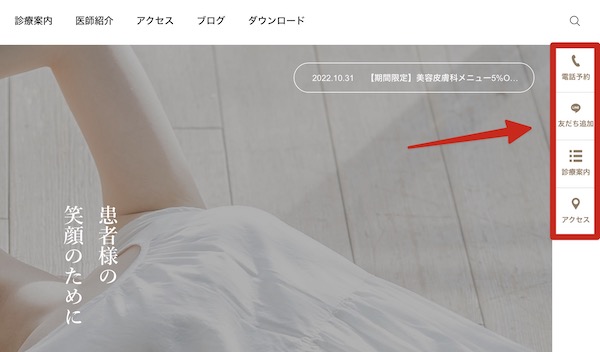 診療案内 医師紹介 アクセス ブログ ダウンロード
2022.10.31 【期間限定】美容皮膚科メニュー5%O...
電話予約
LINE
友だち追加
診療案内
アクセス
患者様の
笑顔のために